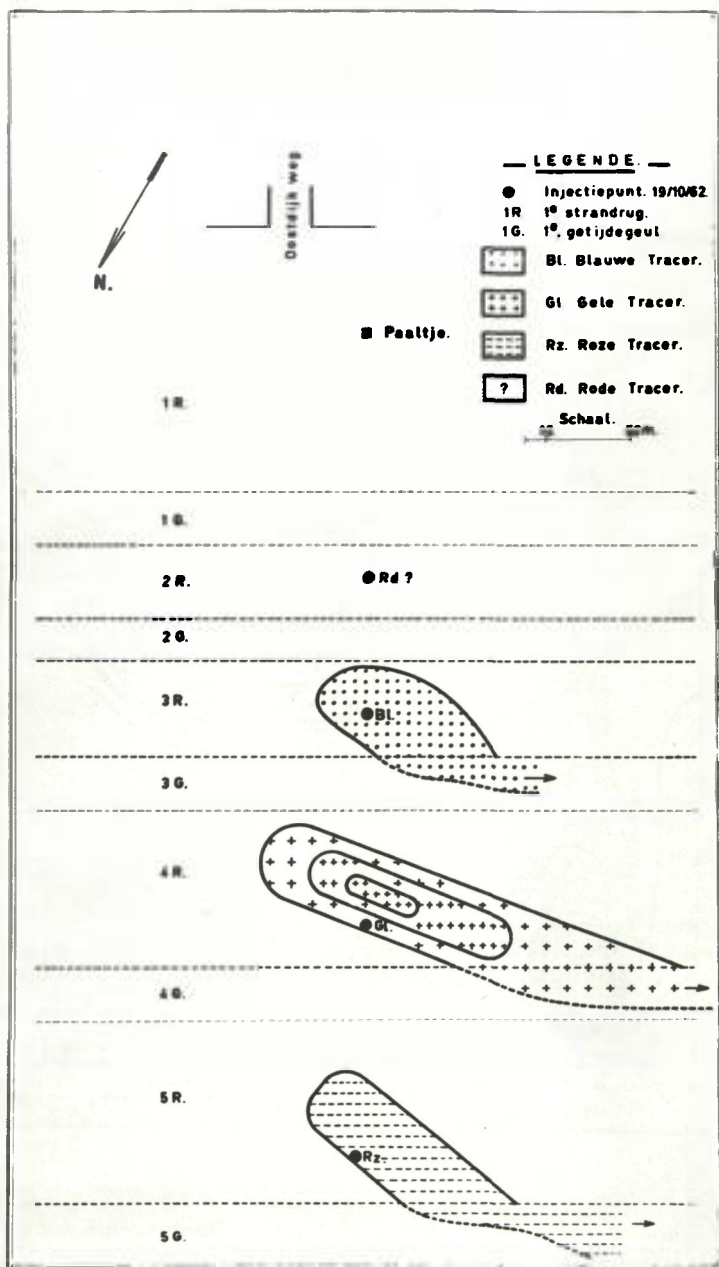 LEGENDE.
Injectiepunt. 19/10/62.
1R 1e strandrug.
1G. 1e. getijdegeul
Bl. Blauwe Tracer.
Gl Gele Tracer.
Rz. Roze Tracer.
? Rd. Rode Tracer.
Schaal.
Oostdijk weg
N.
Paaltje.
1R.
1G.
2R.
Rd ?
2G.
3R.
Bl.
3G.
4R.
Gl.
4G.
5R.
Rz.
5G.